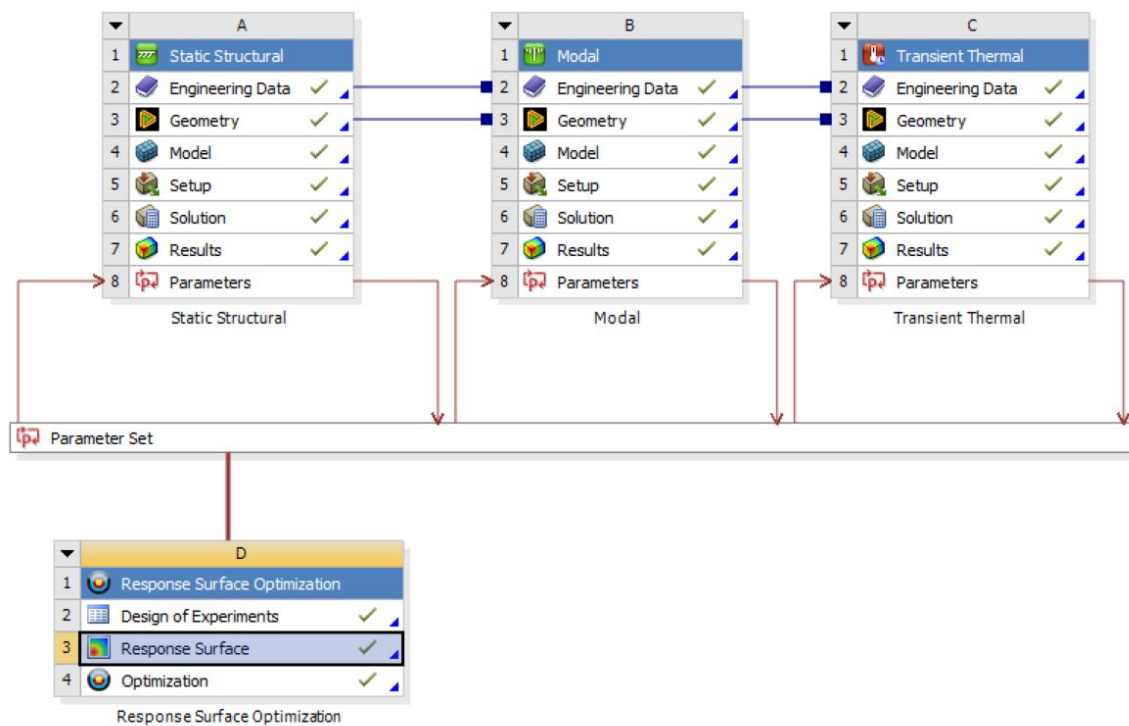 A
1 Static Structural
2 Engineering Data
3 Geometry
4 Model
5 Setup
6 Solution
7 Results
8 Parameters
Static Structural
B
1 Modal
2 Engineering Data
3 Geometry
4 Model
5 Setup
6 Solution
7 Results
8 Parameters
Modal
C
1 Transient Thermal
2 Engineering Data
3 Geometry
4 Model
5 Setup
6 Solution
7 Results
8 Parameters
Transient Thermal
Parameter Set
D
1 Response Surface Optimization
2 Design of Experiments
3 Response Surface
4 Optimization
Response Surface Optimization